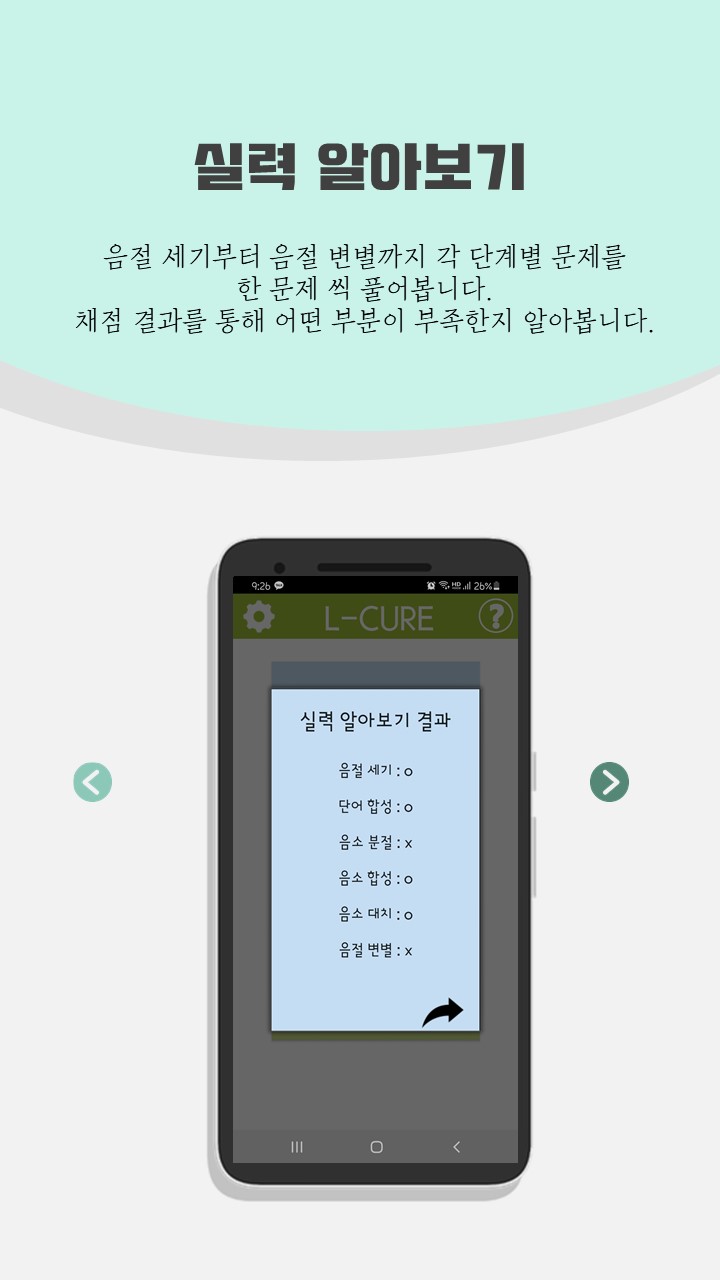 실력 알아보기
음절 세기부터 음절 변별까지 각 단계별 문제를
한 문제 씩 풀어봅니다.
채점 결과를 통해 어떤 부분이 부족한지 알아봅니다.
9:26 HD 26%
L-CURE ?
실력 알아보기 결과
음절 세기 : o
단어 합성 : o
음소 분절 : x
음소 합성 : o
음소 대치 : o
음절 변별 : x